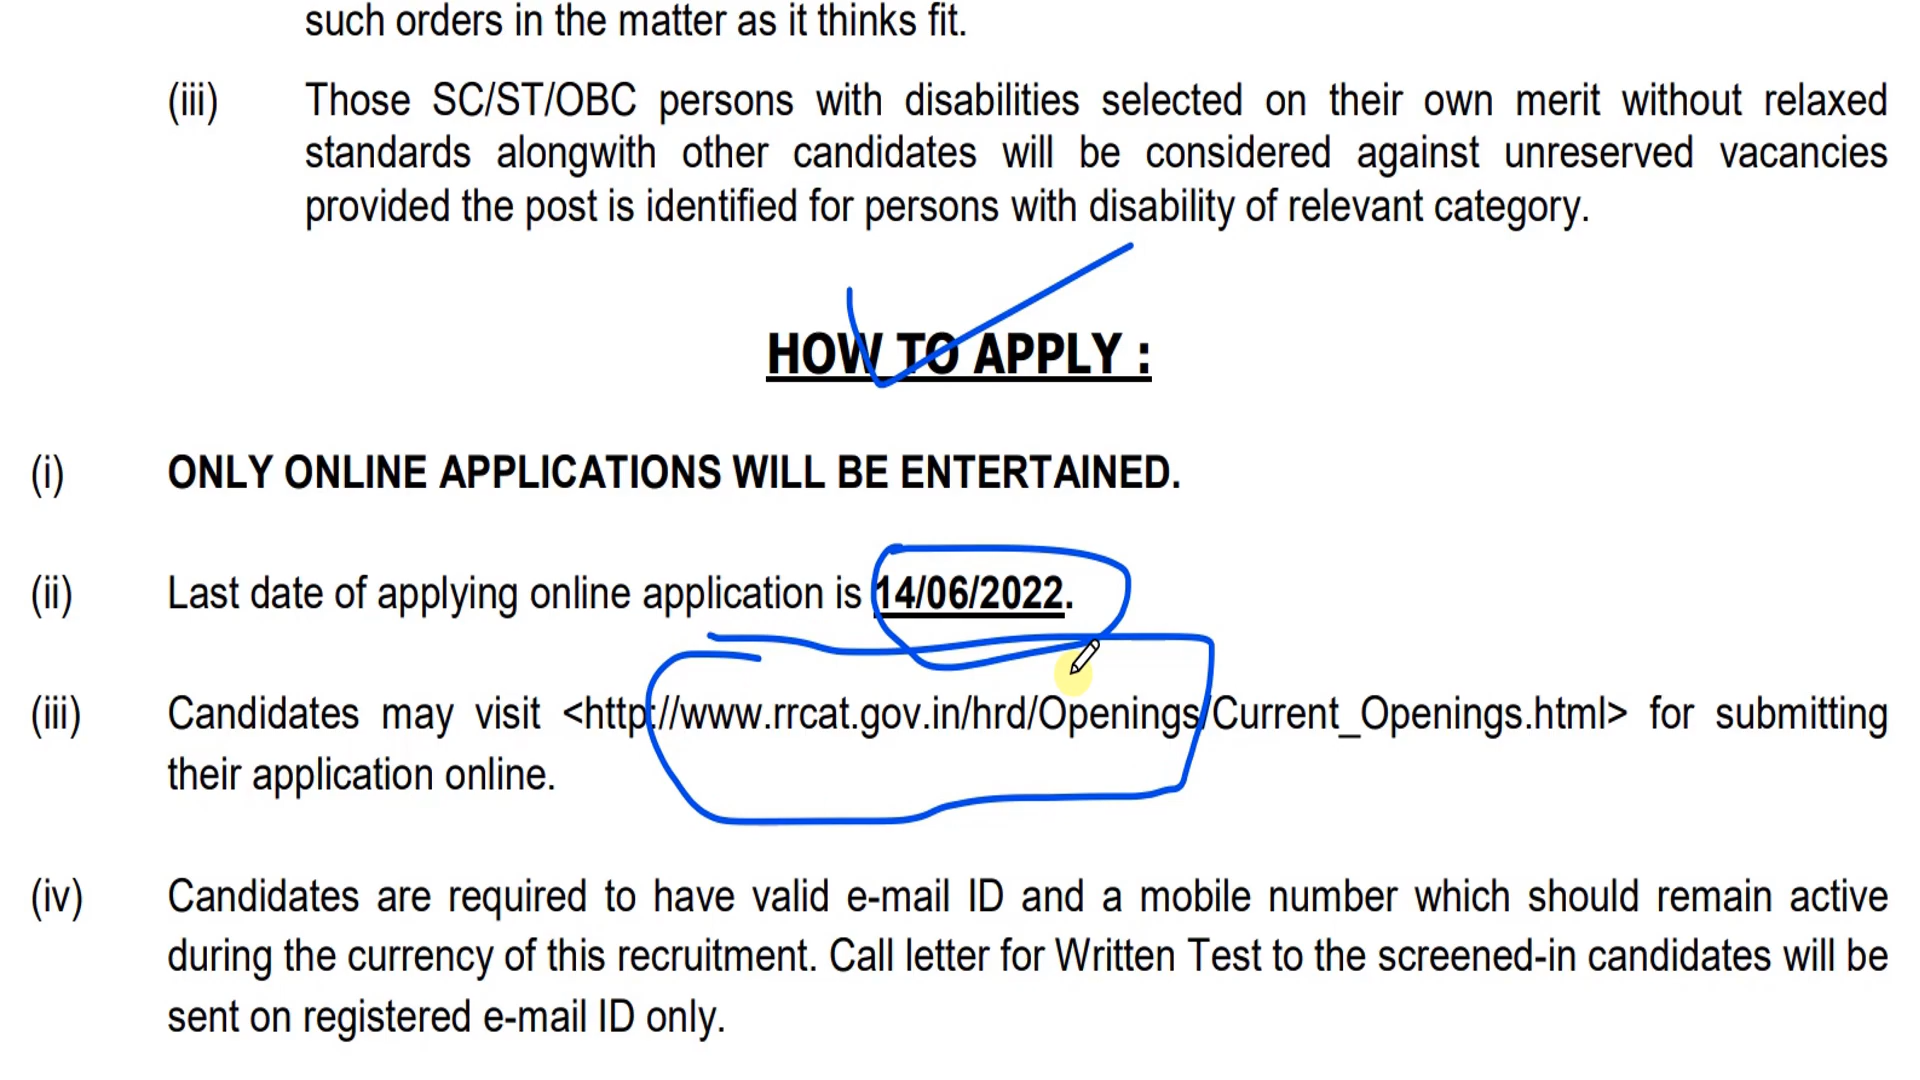 such orders in the matter as it thinks fit.
(iii) Those SC/ST/OBC persons with disabilities selected on their own merit without relaxed
standards alongwith other candidates will be considered against unreserved vacancies
provided the post is identified for persons with disability of relevant category.
HOW TO APPLY :
(i) ONLY ONLINE APPLICATIONS WILL BE ENTERTAINED.
(ii) Last date of applying online application is 14/06/2022.
(iii) Candidates may visit <http://www.rrcat.gov.in/hrd/Openings/Current_Openings.html> for submitting
their application online.
(iv) Candidates are required to have valid e-mail ID and a mobile number which should remain active
during the currency of this recruitment. Call letter for Written Test to the screened-in candidates will be
sent on registered e-mail ID only.